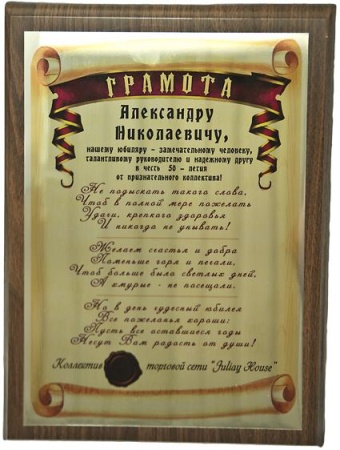 ГРАМОТА
Александру
Николаевичу,
нашему юбиляру - замечательному человеку,
талантливому руководителю и надежному другу
в честь 50 - летия
от признательного коллектива!
Не подыскать такого слова,
Чтоб в полной мере пожелать
Удачи, крепкого здоровья
И никогда не унывать!
Желаем счастья и добра
Поменьше горя и печали,
Чтоб больше было светлых дней,
А хмурые - не посещали.
Но в день чудесный юбилея
Все пожеланья хороши:
Пусть все оставшиеся годы
Несут Вам радость от души!
Коллектив торговой сети "Juliay House"